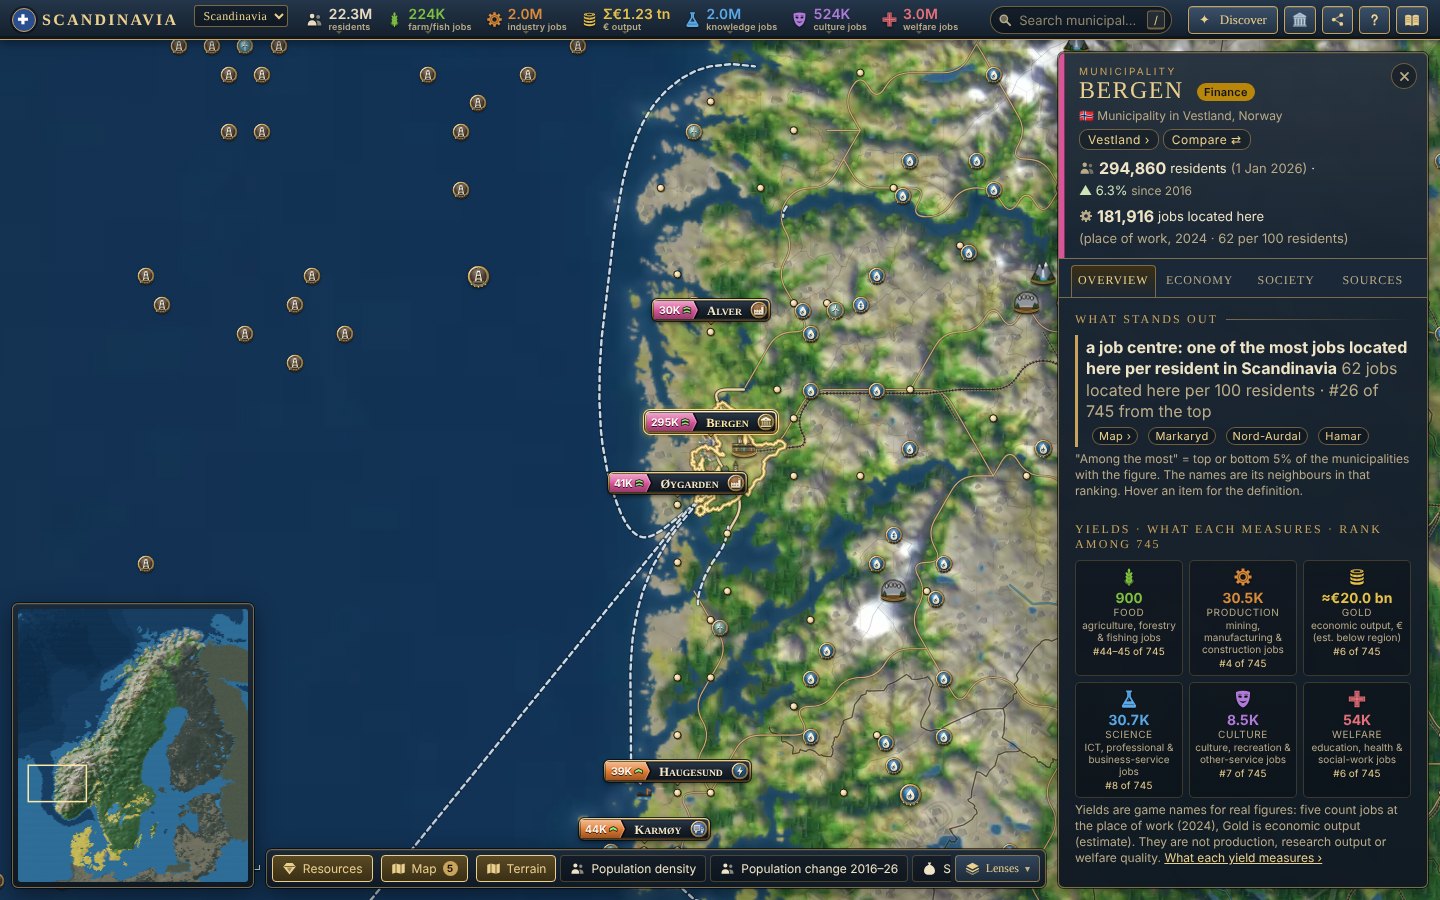 SCANDINAVIA
Scandinavia
22.3M
residents
224K
farm/fish jobs
2.0M
industry jobs
Σ€1.23 tn
€ output
2.0M
knowledge jobs
524K
culture jobs
3.0M
welfare jobs
Search municipal...
/
Discover
?
MUNICIPALITY
BERGEN
Finance
Municipality in Vestland, Norway
Vestland ›
Compare ⇄
294,860 residents (1 Jan 2026) ·
▲ 6.3% since 2016
181,916 jobs located here
(place of work, 2024 · 62 per 100 residents)
OVERVIEW
ECONOMY
SOCIETY
SOURCES
WHAT STANDS OUT
a job centre: one of the most jobs located
here per resident in Scandinavia 62 jobs
located here per 100 residents · #26 of
745 from the top
Map ›
Markaryd
Nord-Aurdal
Hamar
"Among the most" = top or bottom 5% of the municipalities
with the figure. The names are its neighbours in that
ranking. Hover an item for the definition.
YIELDS · WHAT EACH MEASURES · RANK
AMONG 745
900
FOOD
agriculture, forestry
& fishing jobs
#44–45 of 745
30.5K
PRODUCTION
mining,
manufacturing &
construction jobs
#4 of 745
≈€20.0 bn
GOLD
economic output, €
(est. below region)
#6 of 745
30.7K
SCIENCE
ICT, professional &
business-service
jobs
#8 of 745
8.5K
CULTURE
culture, recreation &
other-service jobs
#7 of 745
54K
WELFARE
education, health &
social-work jobs
#6 of 745
Yields are game names for real figures: five count jobs at
the place of work (2024), Gold is economic output
(estimate). They are not production, research output or
welfare quality. What each yield measures ›
30K
ALVER
295K
BERGEN
41K
ØYGARDEN
39K
HAUGESUND
44K
KARMØY
Resources
Map 5
Terrain
Population density
Population change 2016–26
S
Lenses ▾